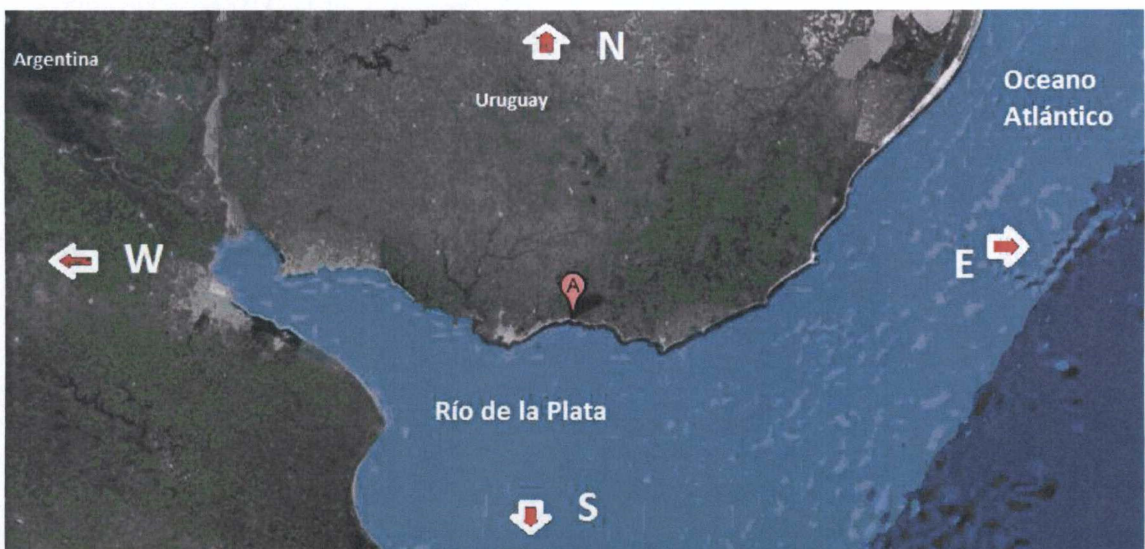 N
Argentina
Uruguay
Oceano
Atlántico
W
E
A
Río de la Plata
S